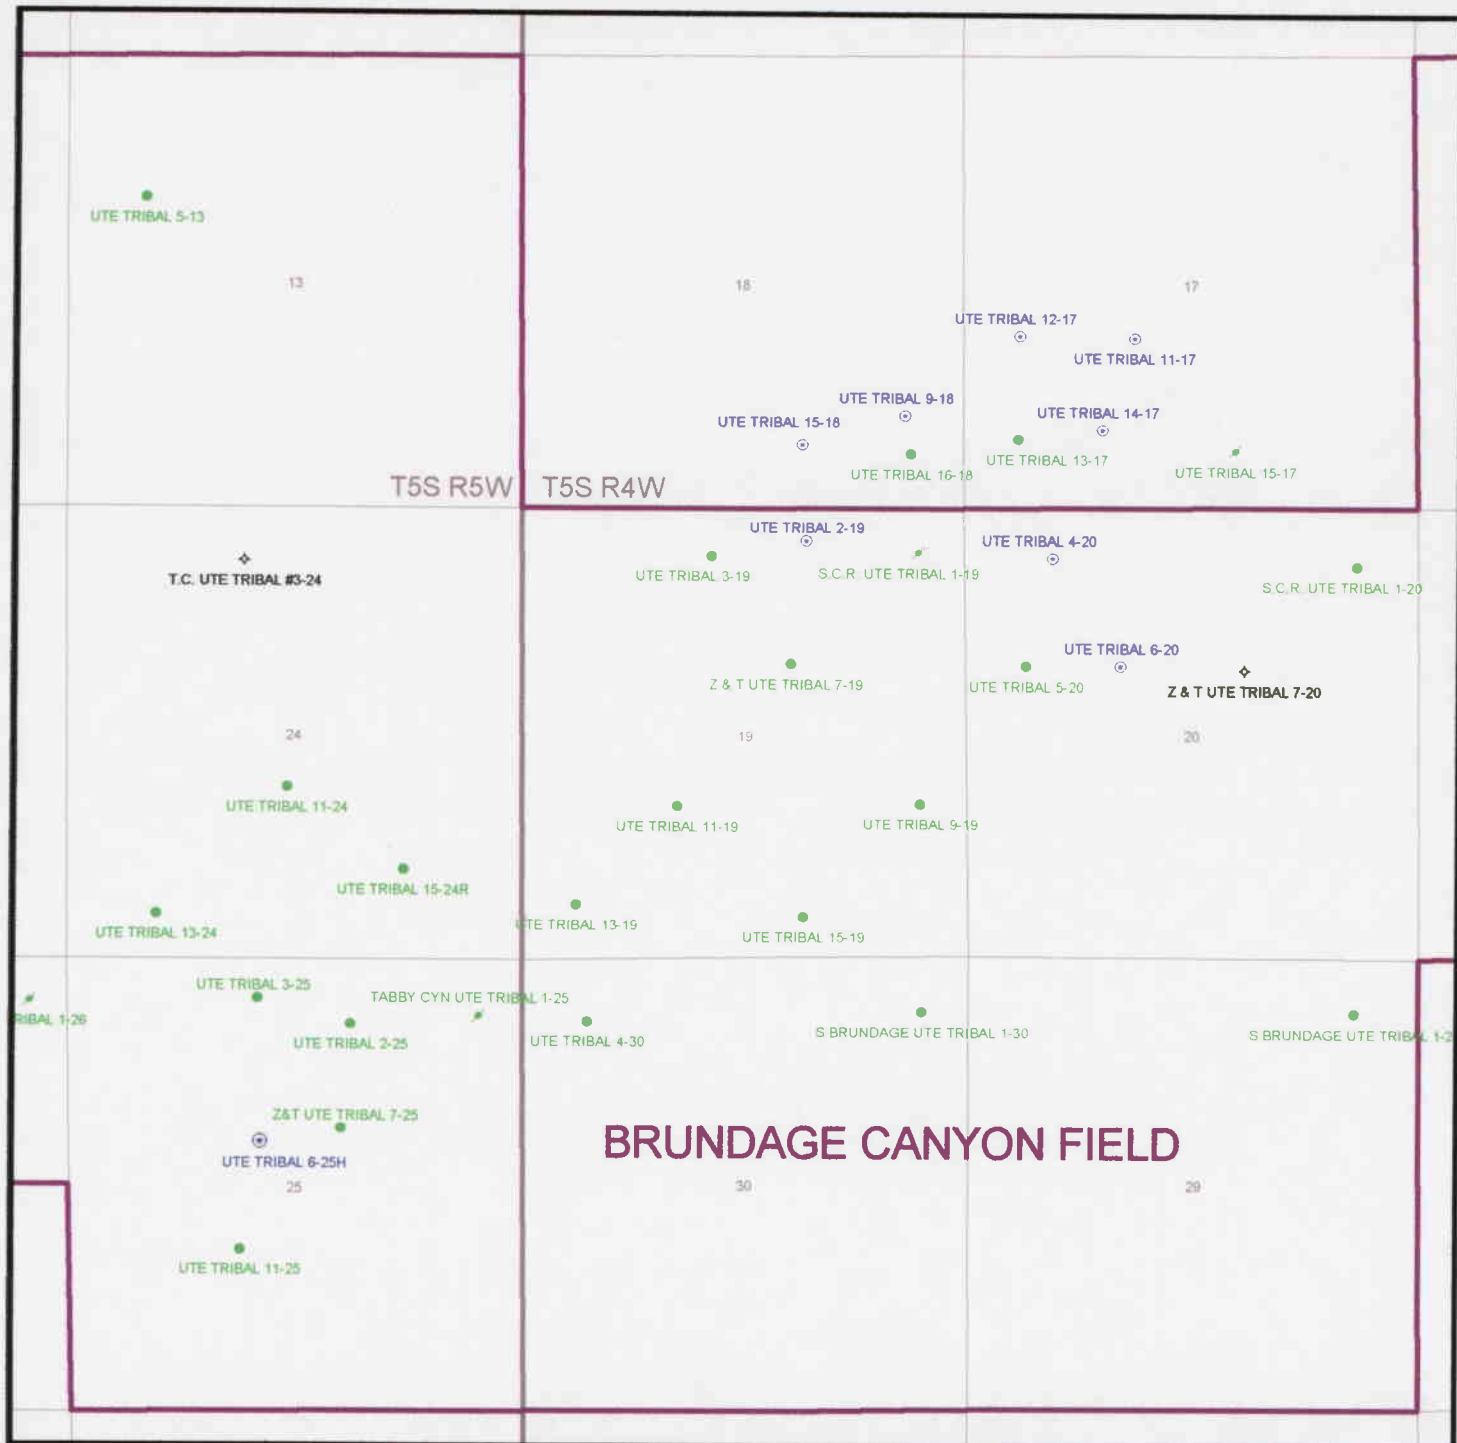 UTE TRIBAL 5-13
13
18
17
UTE TRIBAL 12-17
UTE TRIBAL 11-17
UTE TRIBAL 9-18
UTE TRIBAL 14-17
UTE TRIBAL 15-18
UTE TRIBAL 16-18
UTE TRIBAL 13-17
UTE TRIBAL 15-17
T5S R5W
T5S R4W
UTE TRIBAL 2-19
UTE TRIBAL 4-20
T.C. UTE TRIBAL #3-24
UTE TRIBAL 3-19
S.C.R. UTE TRIBAL 1-19
S.C.R. UTE TRIBAL 1-20
UTE TRIBAL 6-20
Z & T UTE TRIBAL 7-19
UTE TRIBAL 5-20
Z & T UTE TRIBAL 7-20
24
19
20
UTE TRIBAL 11-24
UTE TRIBAL 11-19
UTE TRIBAL 9-19
UTE TRIBAL 15-24R
UTE TRIBAL 13-24
UTE TRIBAL 13-19
UTE TRIBAL 15-19
UTE TRIBAL 3-25
TABBY CYN UTE TRIBAL 1-25
RIBAL 1-26
UTE TRIBAL 2-25
UTE TRIBAL 4-30
S BRUNDAGE UTE TRIBAL 1-30
S BRUNDAGE UTE TRIBAL 1-2
Z&T UTE TRIBAL 7-25
BRUNDAGE CANYON FIELD
UTE TRIBAL 6-25H
25
30
29
UTE TRIBAL 11-25